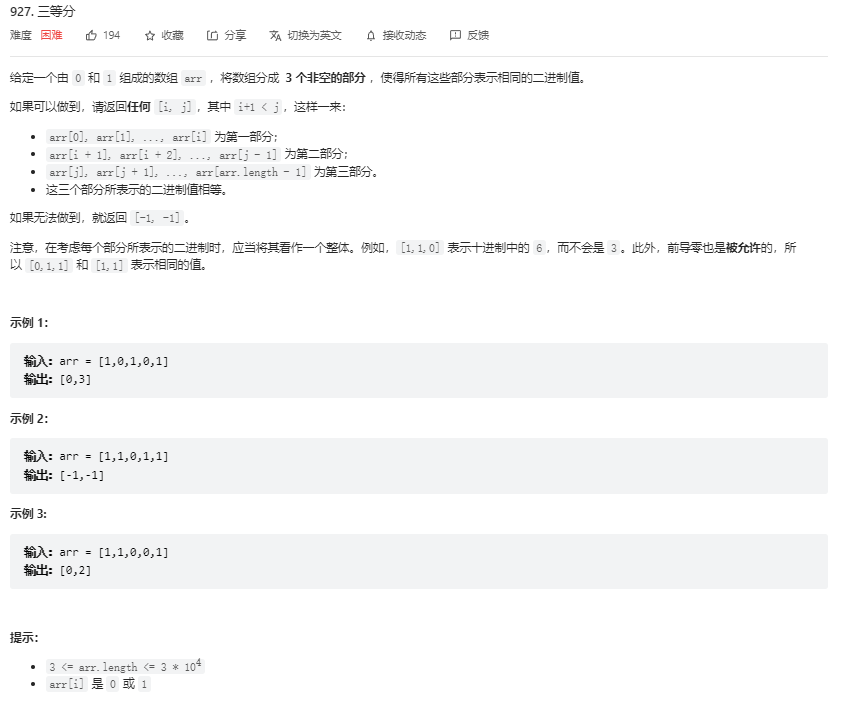 927. 三等分
难度 困难 194 收藏 分享 切换为英文 接收动态 反馈
给定一个由 0 和 1 组成的数组 arr ，将数组分成 3 个非空的部分 ，使得所有这些部分表示相同的二进制值。
如果可以做到，请返回任何 [i, j]，其中 i+1 < j，这样一来：
arr[0], arr[1], ..., arr[i] 为第一部分；
arr[i + 1], arr[i + 2], ..., arr[j - 1] 为第二部分；
arr[j], arr[j + 1], ..., arr[arr.length - 1] 为第三部分。
这三个部分所表示的二进制值相等。
如果无法做到，就返回 [-1, -1]。
注意，在考虑每个部分所表示的二进制时，应当将其看作一个整体。例如，[1,1,0] 表示十进制中的 6，而不会是 3。此外，前导零也是被允许的，所
以 [0,1,1] 和 [1,1] 表示相同的值。
示例 1：
输入：arr = [1,0,1,0,1]
输出：[0,3]
示例 2：
输入：arr = [1,1,0,1,1]
输出：[-1,-1]
示例 3:
输入：arr = [1,1,0,0,1]
输出：[0,2]
提示：
3 <= arr.length <= 3 * 10⁴
arr[i] 是 0 或 1